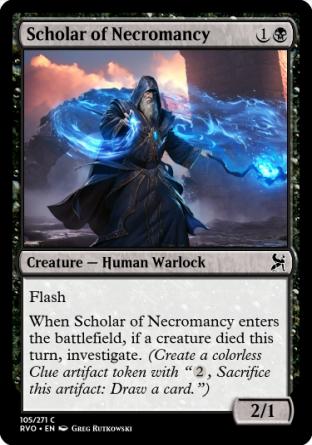 Scholar of Necromancy 1
Creature — Human Warlock
Flash
When Scholar of Necromancy enters
the battlefield, if a creature died this
turn, investigate. (Create a colorless
Clue artifact token with “2, Sacrifice
this artifact: Draw a card.”)
2/1
105/271 C
RVO • EN Greg Rutkowski